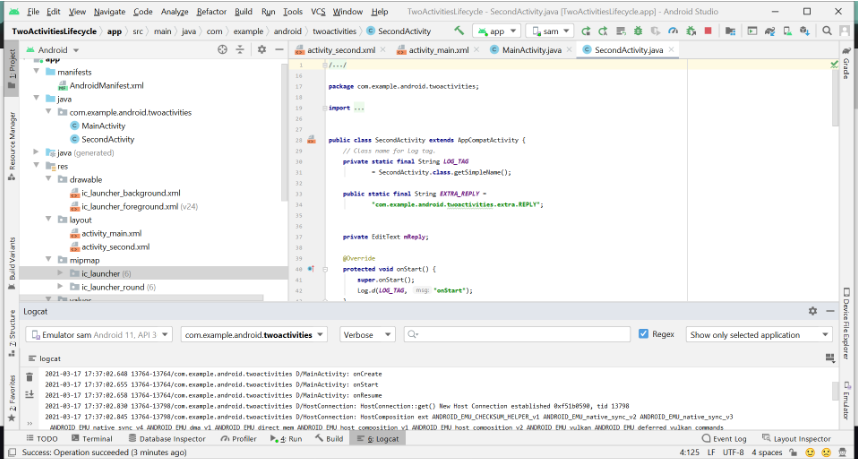 File Edit View Navigate Code Analyze Refactor Build Run Tools VCS Window Help TwoActivitiesLifecycle - SecondActivity.java [TwoActivitiesLifecycle.app] - Android Studio
TwoActivitiesLifecycle app src main java com example android twoactivities SecondActivity app sam
1: Project
Resource Manager
Build Variants
Z: Structure
2: Favorites
Android
app
manifests
AndroidManifest.xml
java
com.example.android.twoactivities
MainActivity
SecondActivity
java (generated)
res
drawable
ic_launcher_background.xml
ic_launcher_foreground.xml (v24)
layout
activity_main.xml
activity_second.xml
mipmap
ic_launcher (6)
ic_launcher_round (6)
values
activity_second.xml activity_main.xml MainActivity.java SecondActivity.java
1 /.../
16
17 package com.example.android.twoactivities;
18
19 import ...
26
27
28 public class SecondActivity extends AppCompatActivity {
29 // Class name for Log tag.
30 private static final String LOG_TAG
31 = SecondActivity.class.getSimpleName();
32
33 public static final String EXTRA_REPLY =
34 "com.example.android.twoactivities.extra.REPLY";
35
36
37 private EditText mReply;
38
39 @Override
40 protected void onStart() {
41 super.onStart();
42 Log.d(LOG_TAG, msg: "onStart");
43 }
Gradle
Device File Explorer
Emulator
Logcat
Emulator sam Android 11, API 3 com.example.android.twoactivities Verbose Regex Show only selected application
logcat
2021-03-17 17:37:02.648 13764-13764/com.example.android.twoactivities D/MainActivity: onCreate
2021-03-17 17:37:02.655 13764-13764/com.example.android.twoactivities D/MainActivity: onStart
2021-03-17 17:37:02.658 13764-13764/com.example.android.twoactivities D/MainActivity: onResume
2021-03-17 17:37:02.830 13764-13798/com.example.android.twoactivities D/HostConnection: HostConnection::get() New Host Connection established 0xf51b0590, tid 13798
2021-03-17 17:37:02.845 13764-13798/com.example.android.twoactivities D/HostConnection: HostComposition ext ANDROID_EMU_CHECKSUM_HELPER_v1 ANDROID_EMU_native_sync_v2 ANDROID_EMU_native_sync_v3
ANDROID_EMU_native_sync_v4 ANDROID_EMU_dma_v1 ANDROID_EMU_direct_mem ANDROID_EMU_host_composition_v1 ANDROID_EMU_host_composition_v2 ANDROID_EMU_vulkan ANDROID_EMU_deferred_vulkan_commands
TODO Terminal Database Inspector Profiler 4: Run Build 6: Logcat Event Log Layout Inspector
Success: Operation succeeded (3 minutes ago) 4:125 LF UTF-8 4 spaces